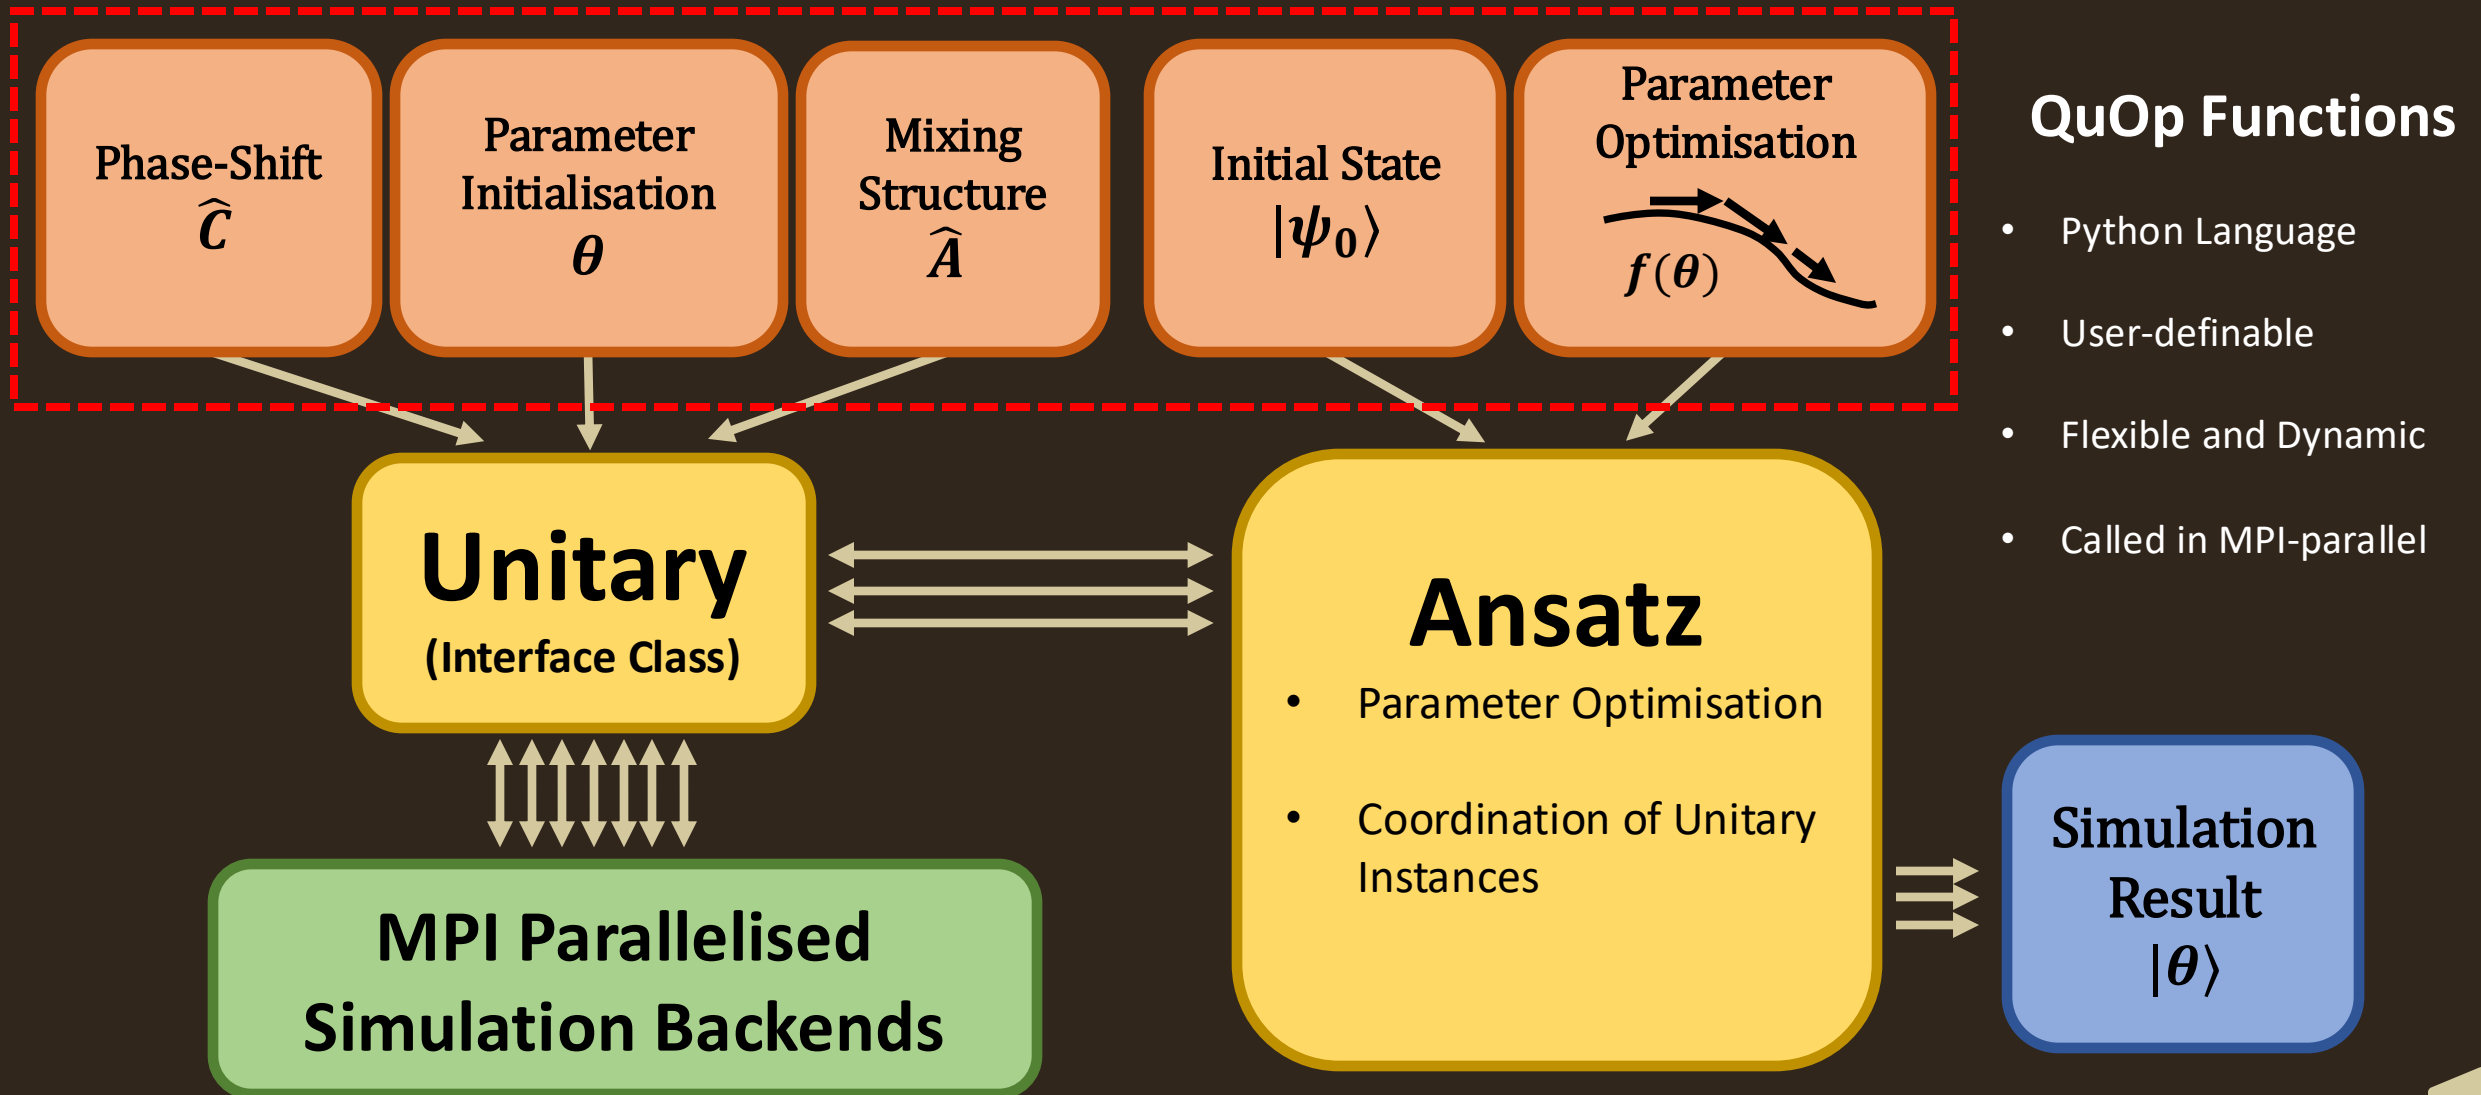 Phase-Shift
Ĉ
Parameter
Initialisation
θ
Mixing
Structure
Â
Initial State
|ψ₀⟩
Parameter
Optimisation
f(θ)
QuOp Functions
• Python Language
• User-definable
• Flexible and Dynamic
• Called in MPI-parallel
Unitary
(Interface Class)
Ansatz
• Parameter Optimisation
• Coordination of Unitary
Instances
MPI Parallelised
Simulation Backends
Simulation
Result
|θ⟩